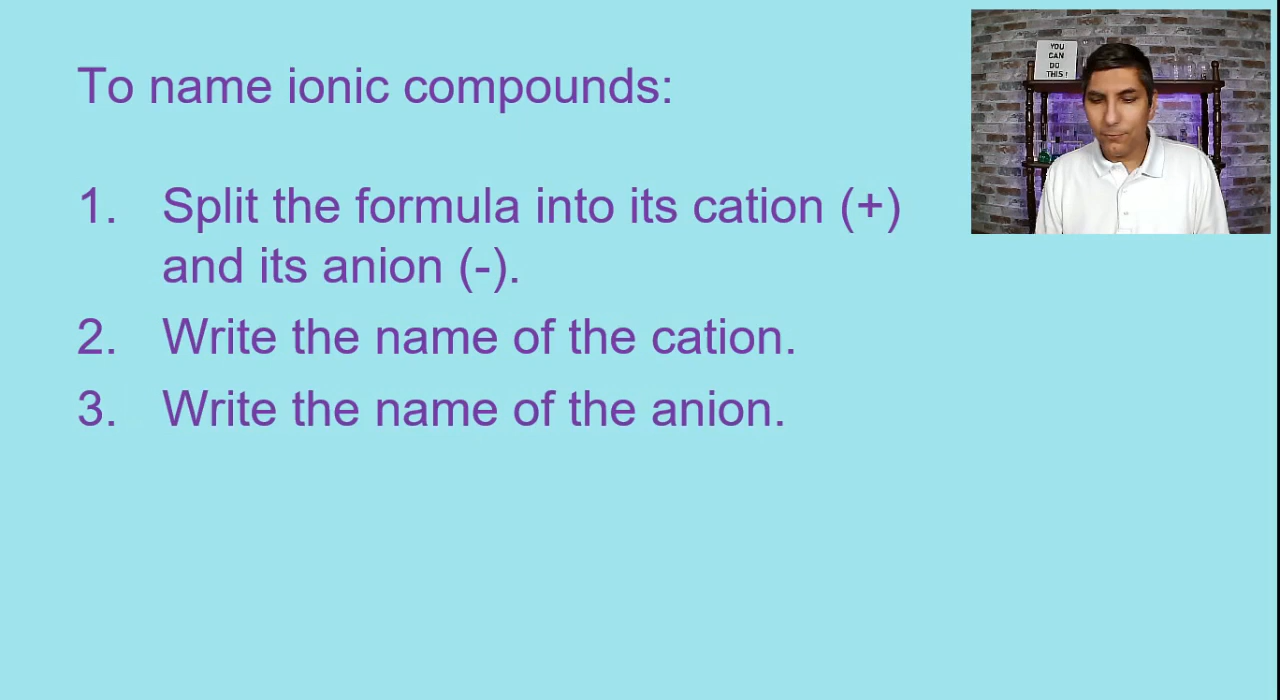 To name ionic compounds:
1. Split the formula into its cation (+)
and its anion (-).
2. Write the name of the cation.
3. Write the name of the anion.
YOU
CAN
DO
THIS!